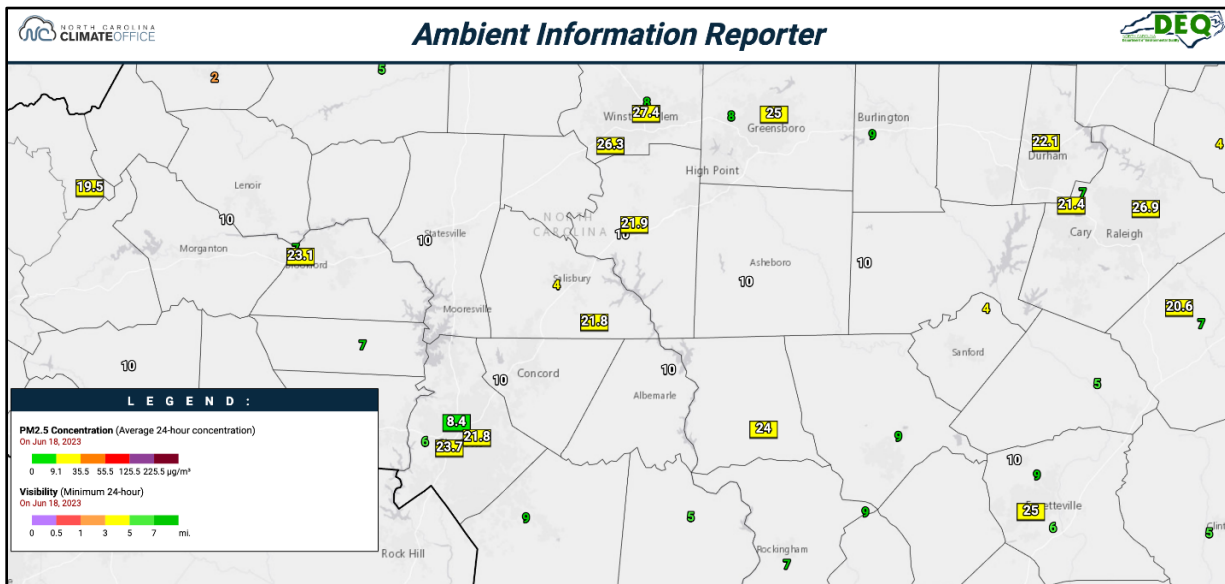 NORTH CAROLINA
CLIMATEOFFICE
Ambient Information Reporter
DEQ
2
5
8
27.4
8
25
Greensboro
Burlington
9
22.1
Durham
4
26.3
High Point
19.5
Lenoir
7
21.4
26.9
Cary
Raleigh
10
Statesville
10
NORTH
CAROLINA
21.9
10
Morganton
7
23.1
Asheboro
10
10
Salisbury
4
Mooresville
21.8
4
20.6
7
Sanford
7
10
Concord
10
10
Albemarle
5
LEGEND:
PM2.5 Concentration (Average 24-hour concentration)
On Jun 18, 2023
0 9.1 35.5 55.5 125.5 225.5 µg/m³
Visibility (Minimum 24-hour)
On Jun 18, 2023
0 0.5 1 3 5 7 mi.
8.4
6
21.8
23.7
24
9
10
9
25
6
9
5
9
5
Rock Hill
Rockingham
7